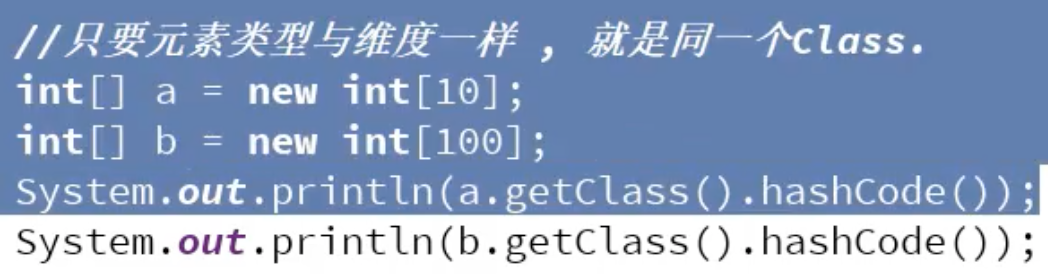 //只要元素类型与维度一样 , 就是同一个Class.
int[] a = new int[10];
int[] b = new int[100];
System.out.println(a.getClass().hashCode());
System.out.println(b.getClass().hashCode());